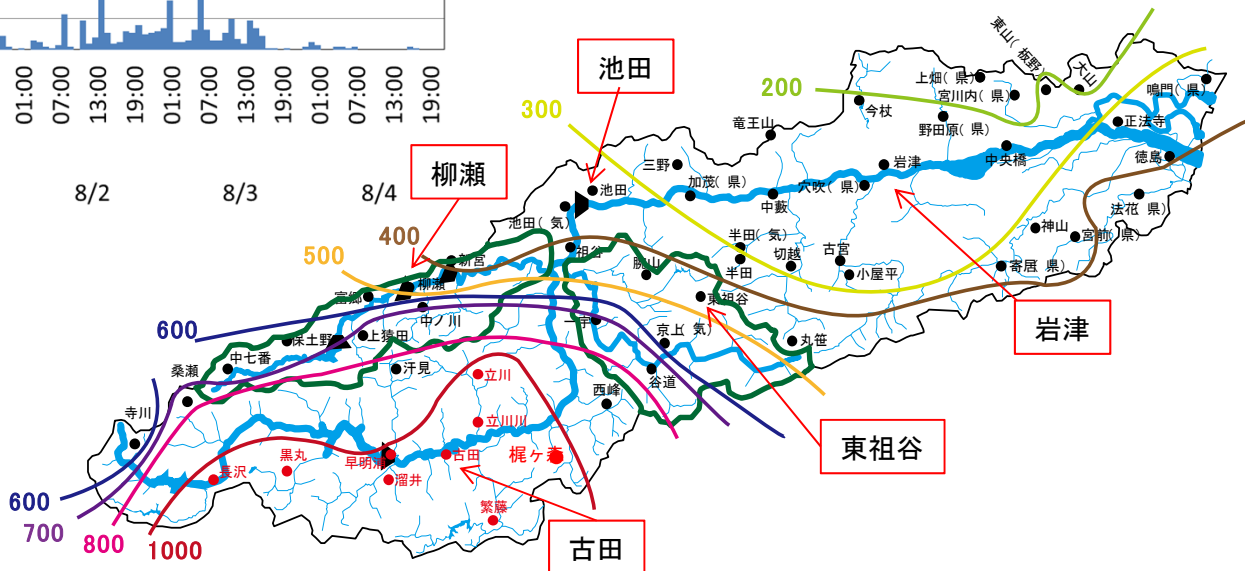 01:00
07:00
13:00
19:00
01:00
07:00
13:00
19:00
01:00
07:00
13:00
19:00
8/2
8/3
8/4
池田
柳瀬
岩津
東祖谷
古田
200
300
400
500
600
600
700
800
1000
東山(板野)
大山
上畑(県)
宮川内(県)
鳴門(県)
今杖
野田原(県)
正法寺
竜王山
中央橋
徳島
三野
岩津
池田
加茂(県)
穴吹(県)
中藪
法花(県)
池田(気)
神山
宮前(県)
半田(気)
祖谷
半田
切越
古宮
腕山
小屋平
寄居(県)
新宮
柳瀬
富郷
東祖谷
中ノ川
一宇
京上(気)
丸笹
保土野
上猿田
中七番
汗見
谷道
桑瀬
立川
西峰
寺川
立川川
黒丸
早明浦
古田
梶ヶ森
長沢
溜井
繁藤